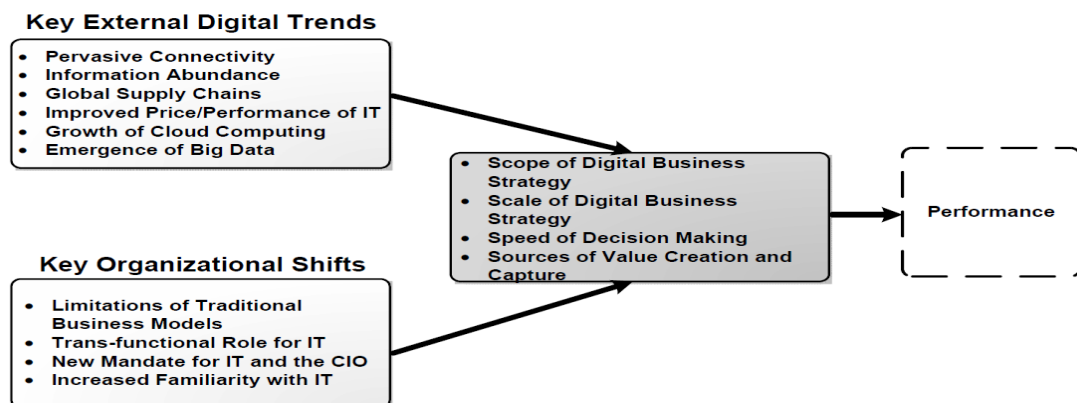 Key External Digital Trends
• Pervasive Connectivity
• Information Abundance
• Global Supply Chains
• Improved Price/Performance of IT
• Growth of Cloud Computing
• Emergence of Big Data
• Scope of Digital Business
Strategy
• Scale of Digital Business
Strategy
• Speed of Decision Making
• Sources of Value Creation and
Capture
Performance
Key Organizational Shifts
• Limitations of Traditional
Business Models
• Trans-functional Role for IT
• New Mandate for IT and the CIO
• Increased Familiarity with IT